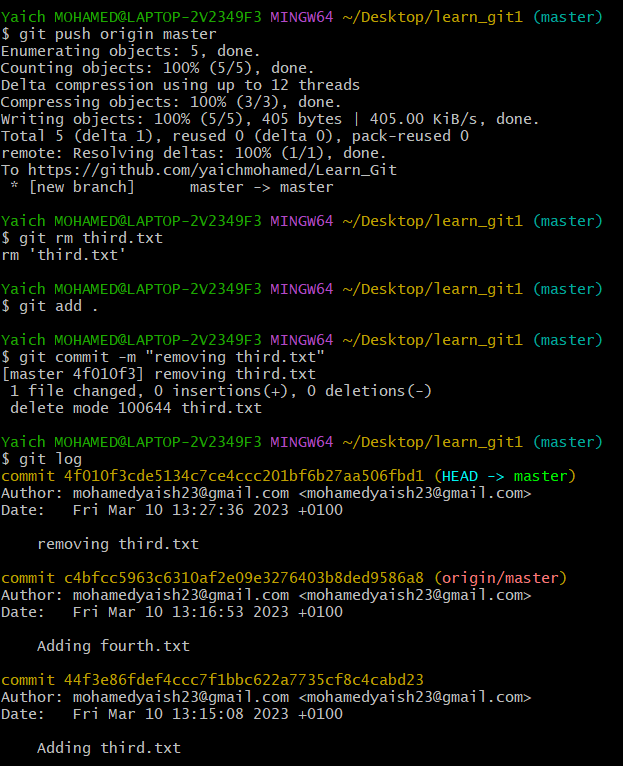 Yaich MOHAMED@LAPTOP-2V2349F3 MINGW64 ~/Desktop/learn_git1 (master)
$ git push origin master
Enumerating objects: 5, done.
Counting objects: 100% (5/5), done.
Delta compression using up to 12 threads
Compressing objects: 100% (3/3), done.
Writing objects: 100% (5/5), 405 bytes | 405.00 KiB/s, done.
Total 5 (delta 1), reused 0 (delta 0), pack-reused 0
remote: Resolving deltas: 100% (1/1), done.
To https://github.com/yaichmohamed/Learn_Git
 * [new branch]      master -> master

Yaich MOHAMED@LAPTOP-2V2349F3 MINGW64 ~/Desktop/learn_git1 (master)
$ git rm third.txt
rm 'third.txt'

Yaich MOHAMED@LAPTOP-2V2349F3 MINGW64 ~/Desktop/learn_git1 (master)
$ git add .

Yaich MOHAMED@LAPTOP-2V2349F3 MINGW64 ~/Desktop/learn_git1 (master)
$ git commit -m "removing third.txt"
[master 4f010f3] removing third.txt
 1 file changed, 0 insertions(+), 0 deletions(-)
 delete mode 100644 third.txt

Yaich MOHAMED@LAPTOP-2V2349F3 MINGW64 ~/Desktop/learn_git1 (master)
$ git log
commit 4f010f3cde5134c7ce4ccc201bf6b27aa506fbd1 (HEAD -> master)
Author: mohamedyaish23@gmail.com <mohamedyaish23@gmail.com>
Date:   Fri Mar 10 13:27:36 2023 +0100

    removing third.txt

commit c4bfcc5963c6310af2e09e3276403b8ded9586a8 (origin/master)
Author: mohamedyaish23@gmail.com <mohamedyaish23@gmail.com>
Date:   Fri Mar 10 13:16:53 2023 +0100

    Adding fourth.txt

commit 44f3e86fdef4ccc7f1bbc622a7735cf8c4cabd23
Author: mohamedyaish23@gmail.com <mohamedyaish23@gmail.com>
Date:   Fri Mar 10 13:15:08 2023 +0100

    Adding third.txt